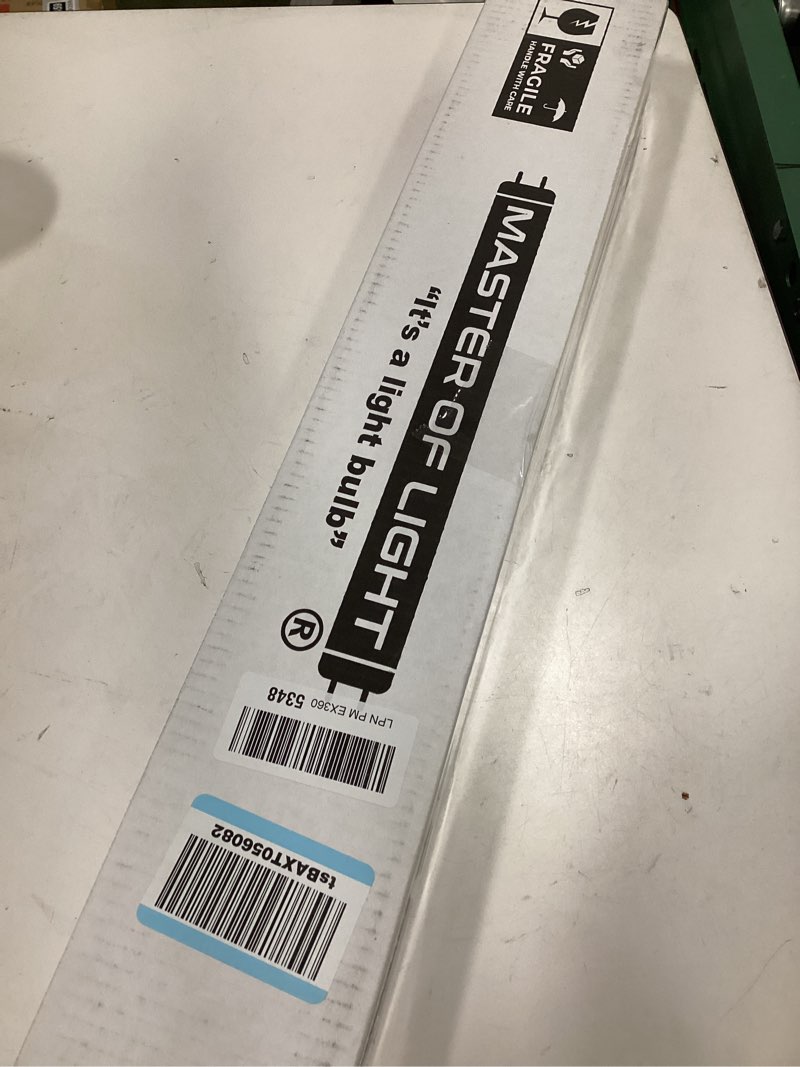 FRAGILE
HANDLE WITH CARE
MASTER OF LIGHT
“It's a light bulb”
®
LPN PM EX360 5348
tsBAXT056082